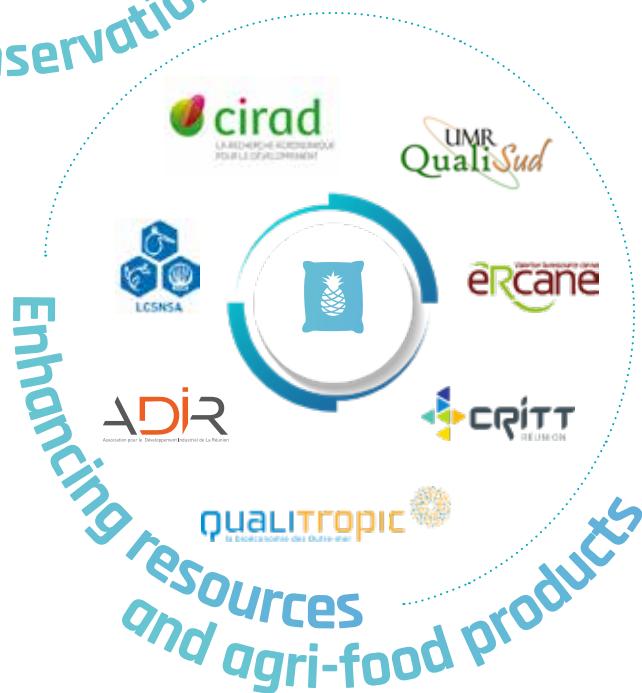 cirad
LA RECHERCHE AGRONOMIQUE
POUR LE DÉVELOPPEMENT
UMR
QualiSud
LCSNSA
eRcane
ADIR
Association pour le Développement Industriel de La Réunion
CRITT
REUNION
QUALITROPIC
la bioéconomie des Outre-mer
Enhancing resources
and agri-food products